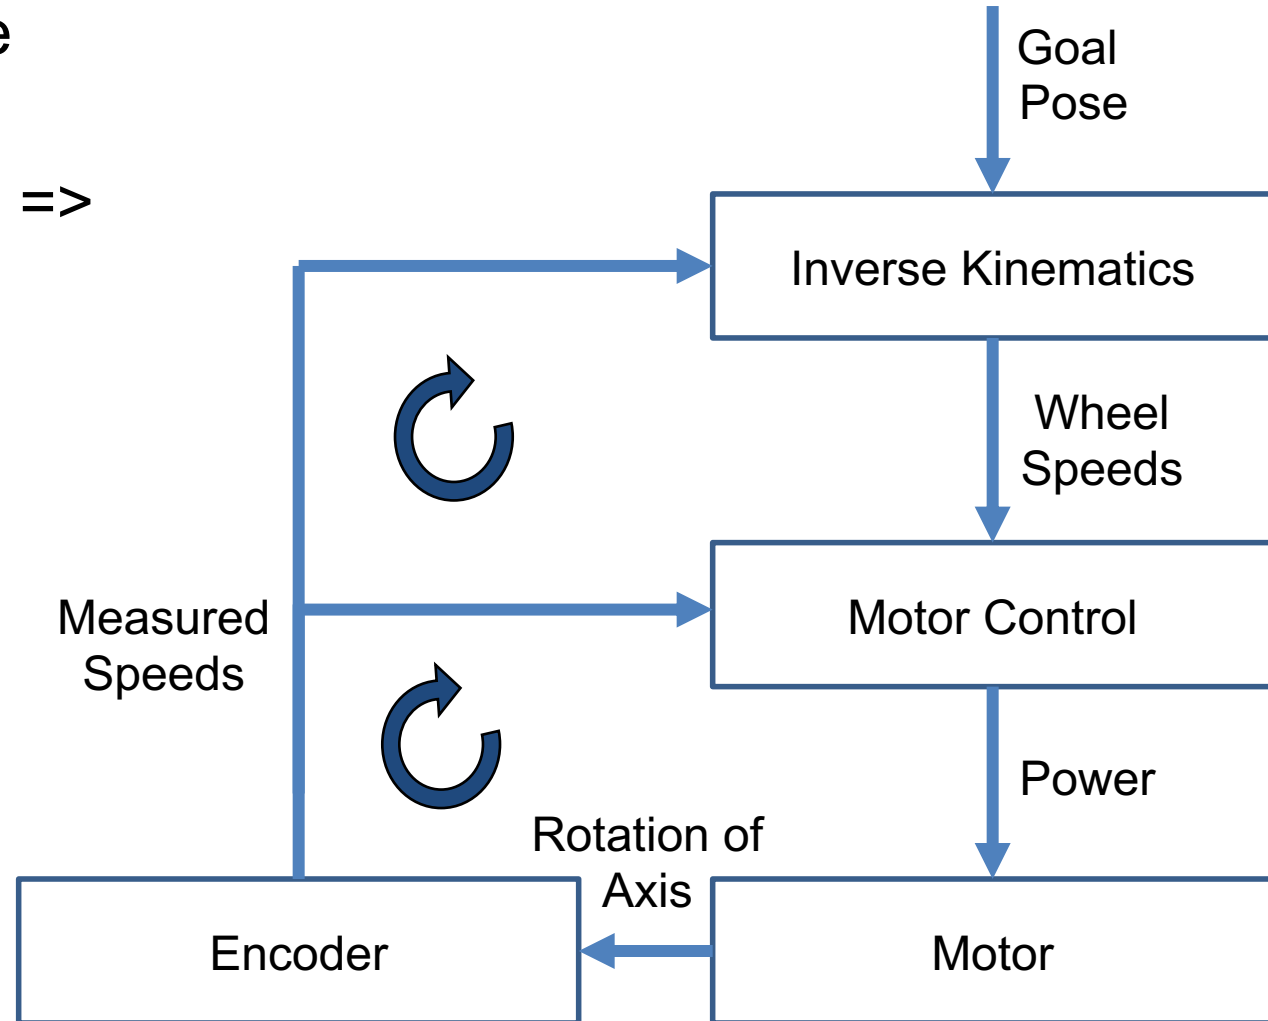 e
=>
Goal
Pose
Inverse Kinematics
Wheel
Speeds
Measured
Speeds
Motor Control
Power
Rotation of
Axis
Encoder
Motor